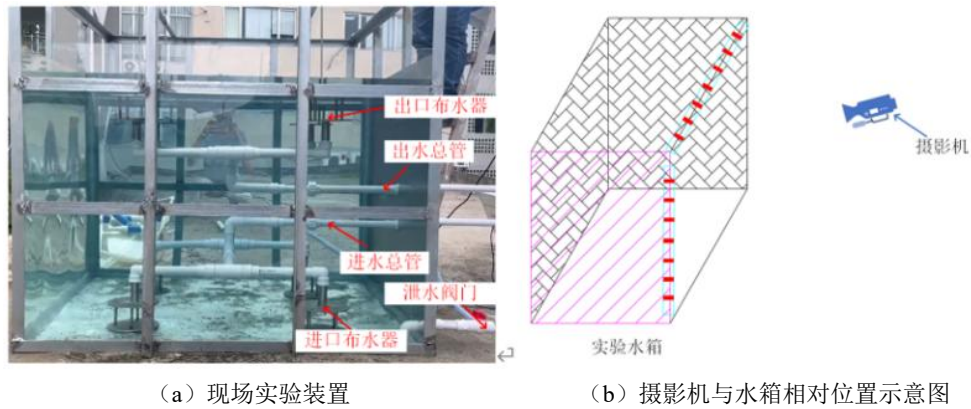 出口布水器
出水总管
进水总管
泄水阀门
进口布水器
摄影机
实验水箱
（a）现场实验装置
（b）摄影机与水箱相对位置示意图